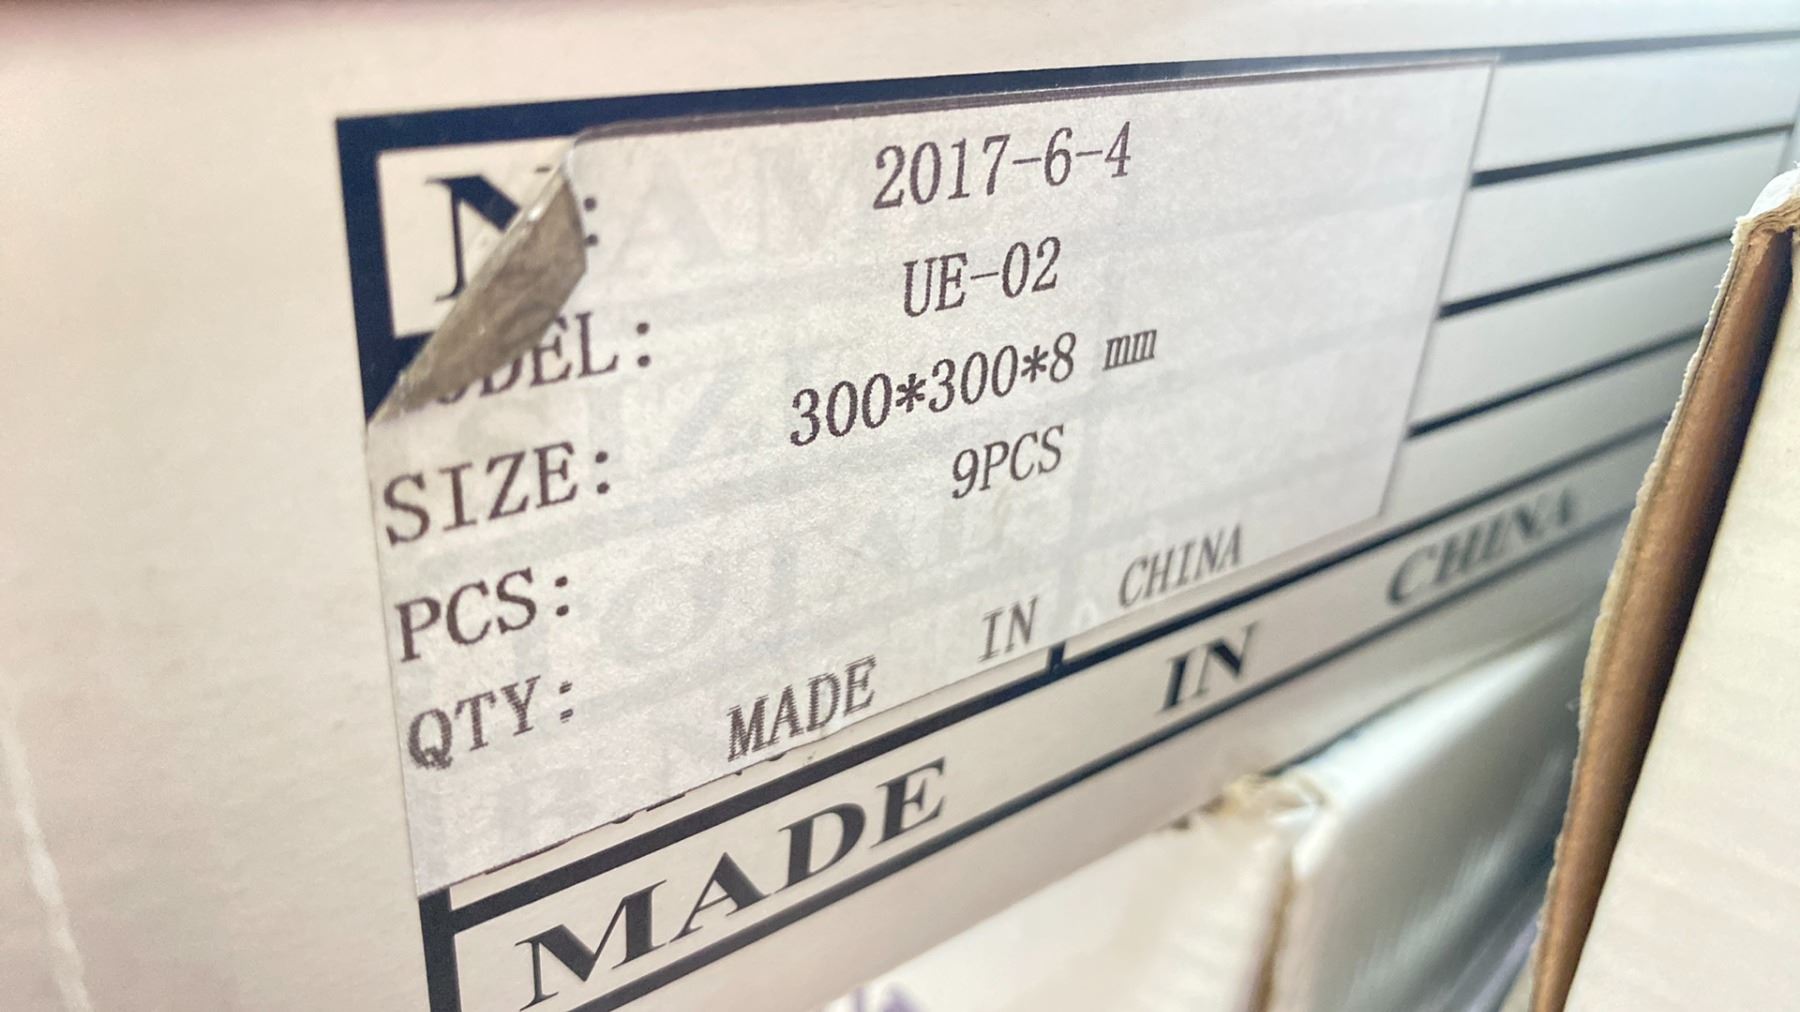 N: 2017-6-4
ODEL: UE-02
SIZE: 300*300*8 mm
PCS: 9PCS
QTY:
MADE IN CHINA
MADE IN CHINA